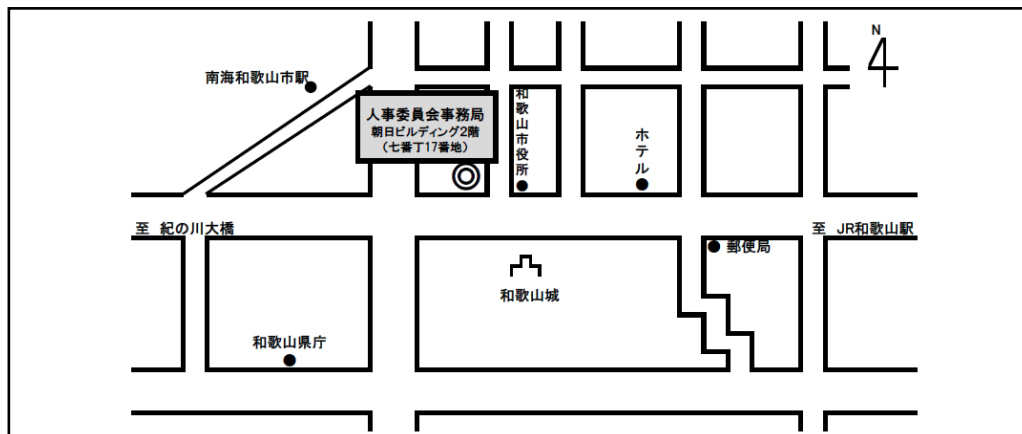 N
南海和歌山市駅
人事委員会事務局
朝日ビルディング2階
（七番丁17番地）
和歌山市役所
ホテル
至 紀の川大橋
至 JR和歌山駅
郵便局
和歌山城
和歌山県庁